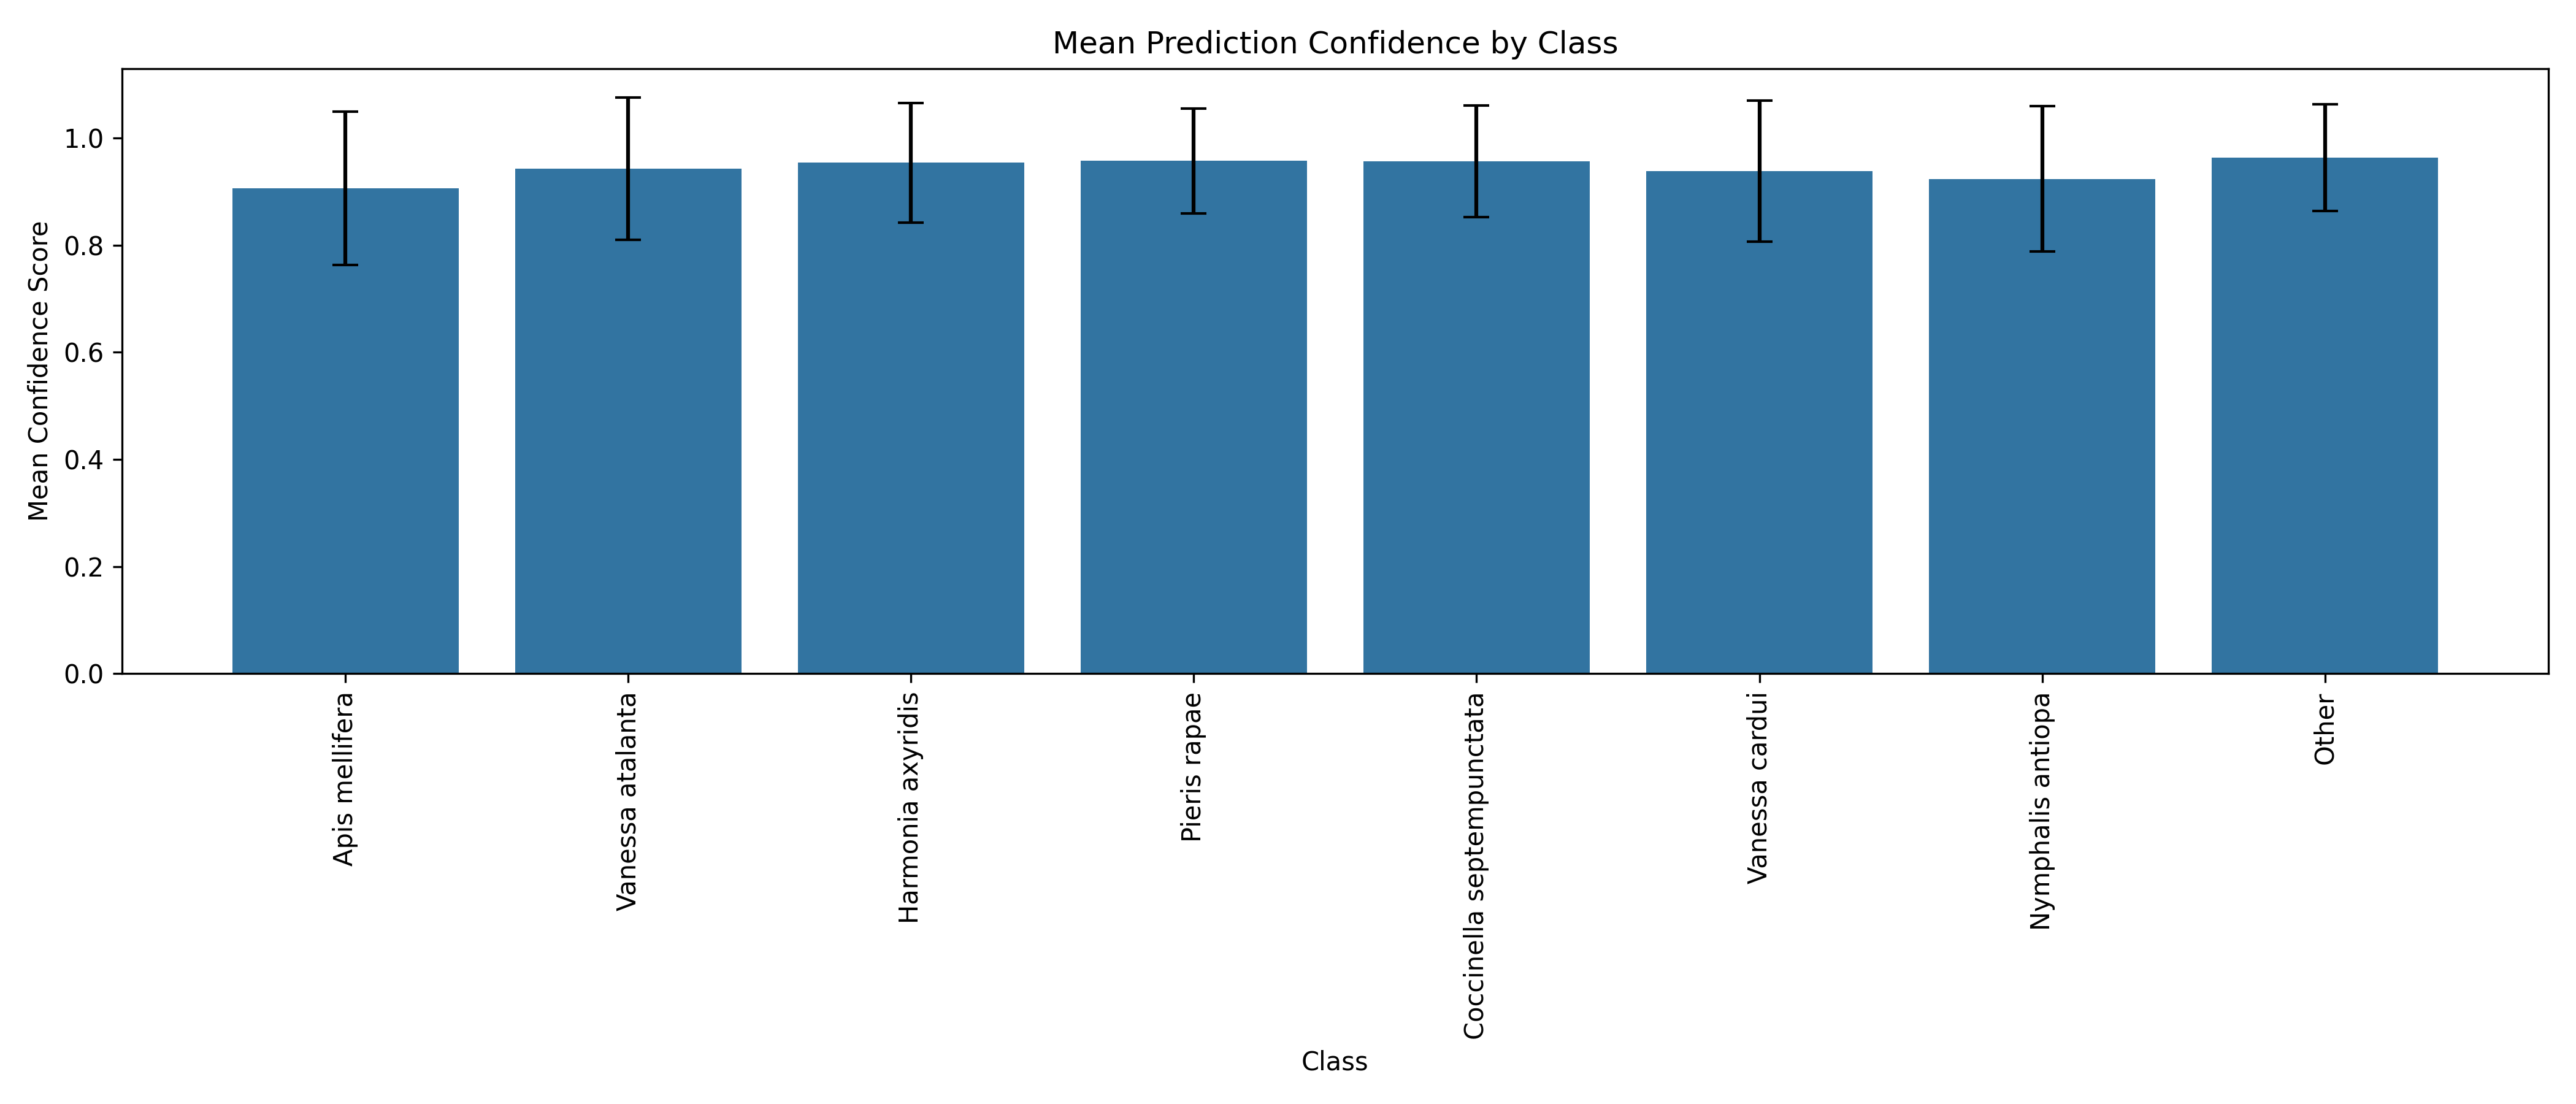 Mean Prediction Confidence by Class
Mean Confidence Score
1.0
0.8
0.6
0.4
0.2
0.0
Apis mellifera
Vanessa atalanta
Harmonia axyridis
Pieris rapae
Coccinella septempunctata
Vanessa cardui
Nymphalis antiopa
Other
Class